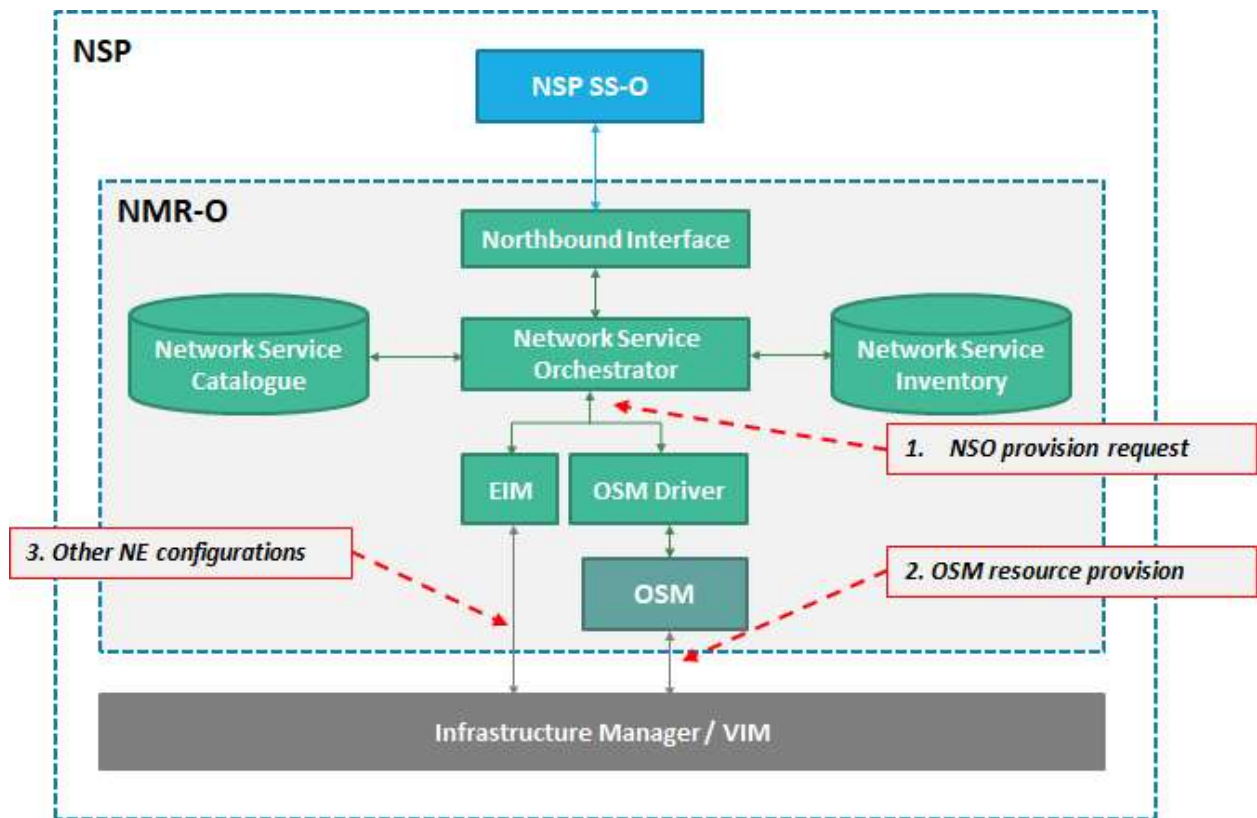 NSP
NSP SS-O
NMR-O
Northbound Interface
Network Service
Catalogue
Network Service
Orchestrator
Network Service
Inventory
1. NSO provision request
EIM
OSM Driver
3. Other NE configurations
2. OSM resource provision
OSM
Infrastructure Manager / VIM